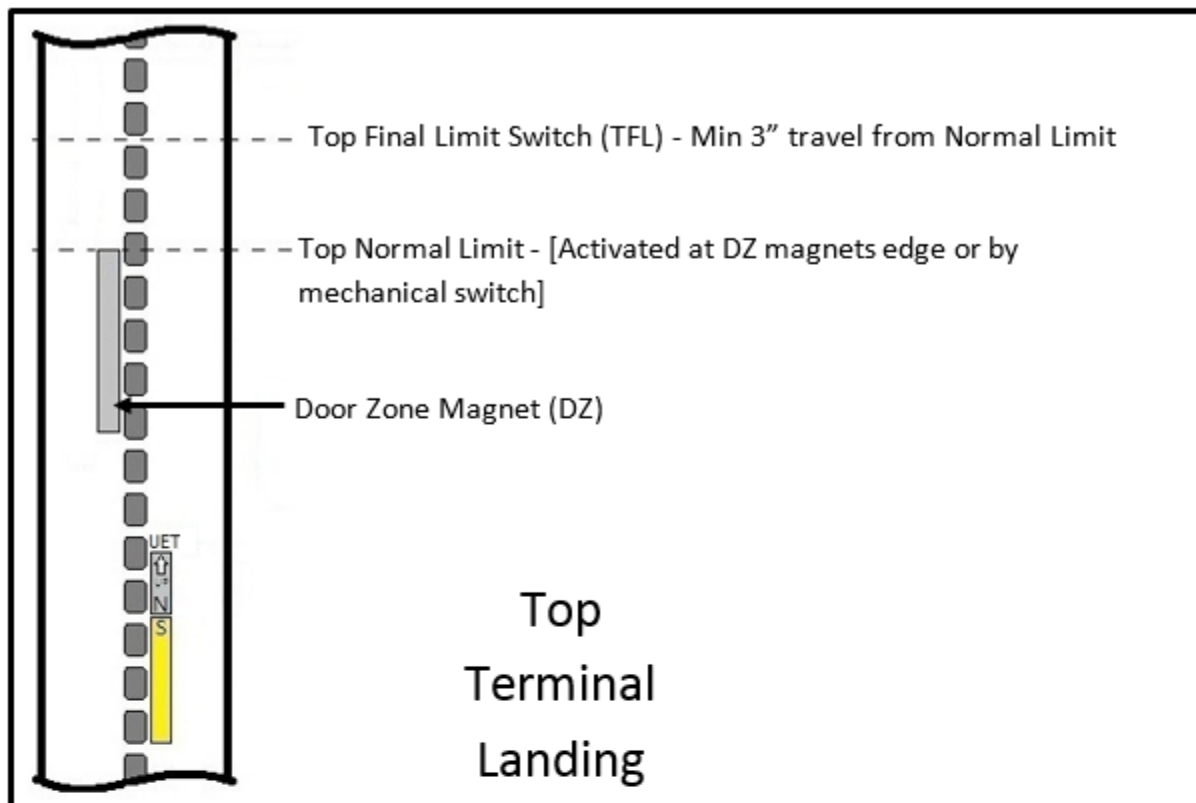 Top Final Limit Switch (TFL) - Min 3” travel from Normal Limit
Top Normal Limit - [Activated at DZ magnets edge or by
mechanical switch]
Door Zone Magnet (DZ)
UET
N
S
Top
Terminal
Landing